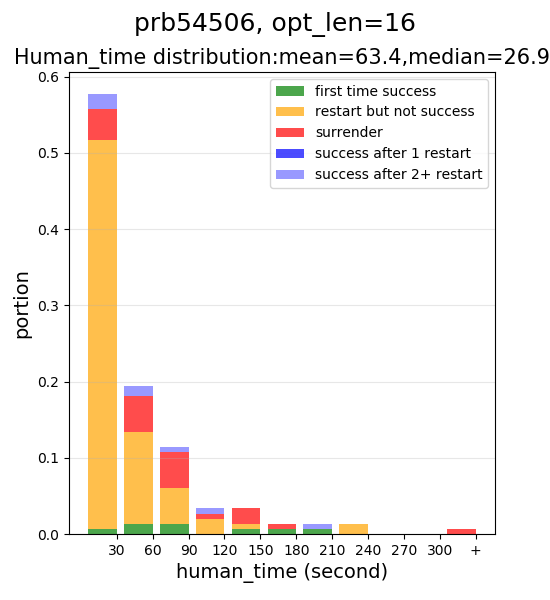 prb54506, opt_len=16
Human_time distribution:mean=63.4,median=26.9
first time success
restart but not success
surrender
success after 1 restart
success after 2+ restart
0.6
0.5
0.4
0.3
0.2
0.1
0.0
portion
30 60 90 120 150 180 210 240 270 300 +
human_time (second)